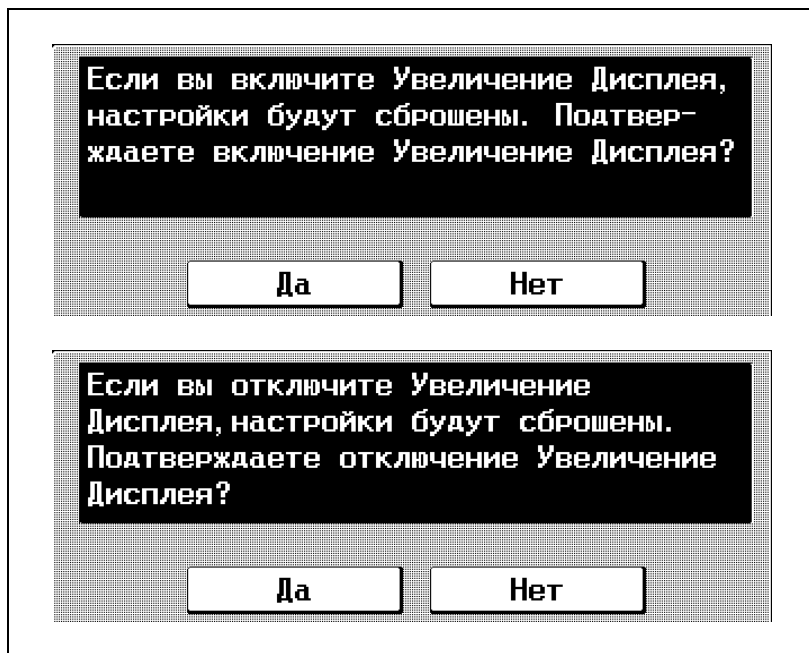 Если вы включите Увеличение Дисплея,
настройки будут сброшены. Подтвер-
ждаете включение Увеличение Дисплея?
Да Нет
Если вы отключите Увеличение
Дисплея, настройки будут сброшены.
Подтверждаете отключение Увеличение
Дисплея?
Да Нет